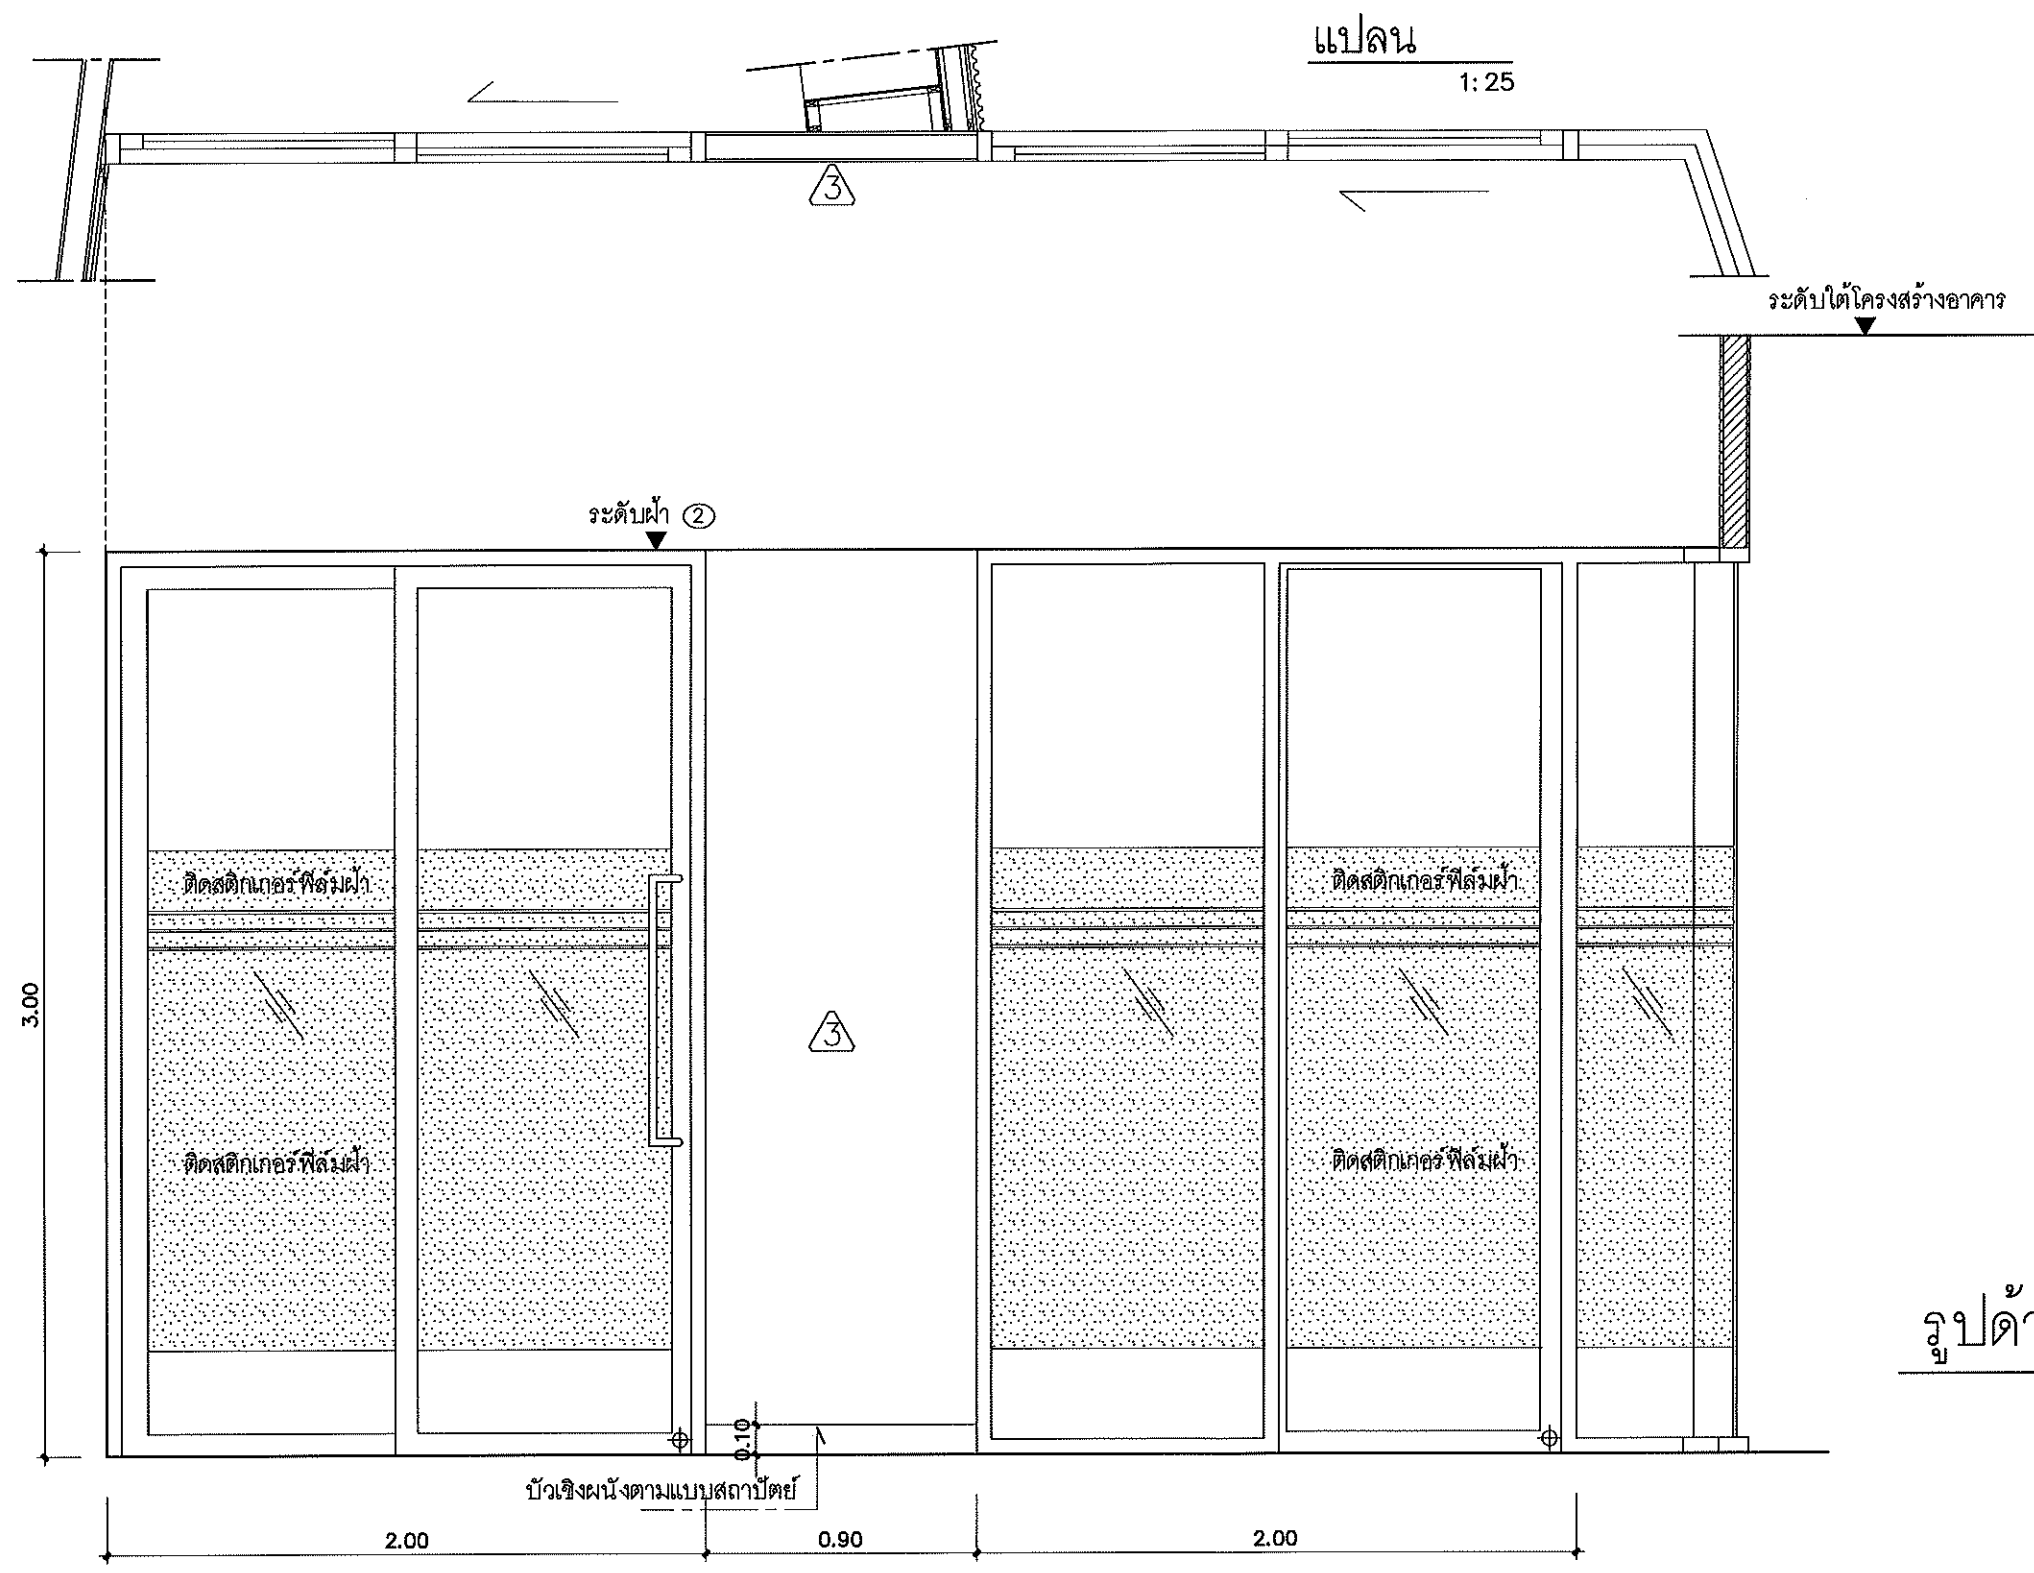 แปลน
1:25
3
ระดับใต้โครงสร้างอาคาร
ระดับฝ้า 2
ติดสติกเกอร์ฟิล์มฝ้า
ติดสติกเกอร์ฟิล์มฝ้า
3.00
3
ติดสติกเกอร์ฟิล์มฝ้า
ติดสติกเกอร์ฟิล์มฝ้า
รูปด้า
0.10
บัวเชิงผนังตามแบบสถาปัตย์
2.00
0.90
2.00